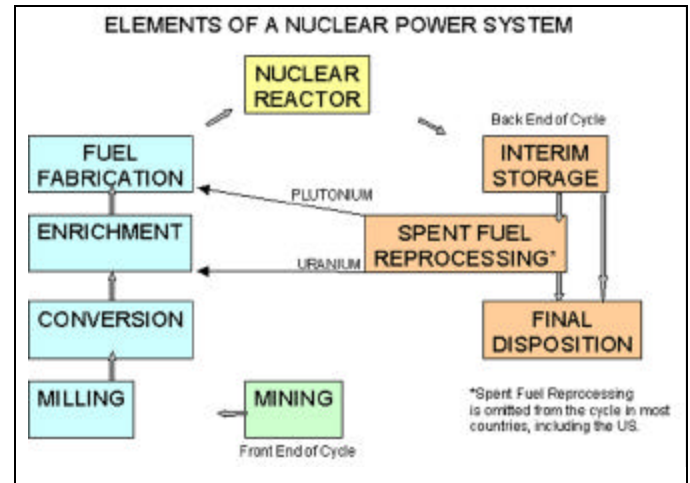 ELEMENTS OF A NUCLEAR POWER SYSTEM
NUCLEAR
REACTOR
Back End of Cycle
FUEL
FABRICATION
INTERIM
STORAGE
PLUTONIUM
ENRICHMENT
SPENT FUEL
REPROCESSING*
URANIUM
CONVERSION
FINAL
DISPOSITION
MILLING
MINING
*Spent Fuel Reprocessing
is omitted from the cycle in most
countries, including the US.
Front End of Cycle